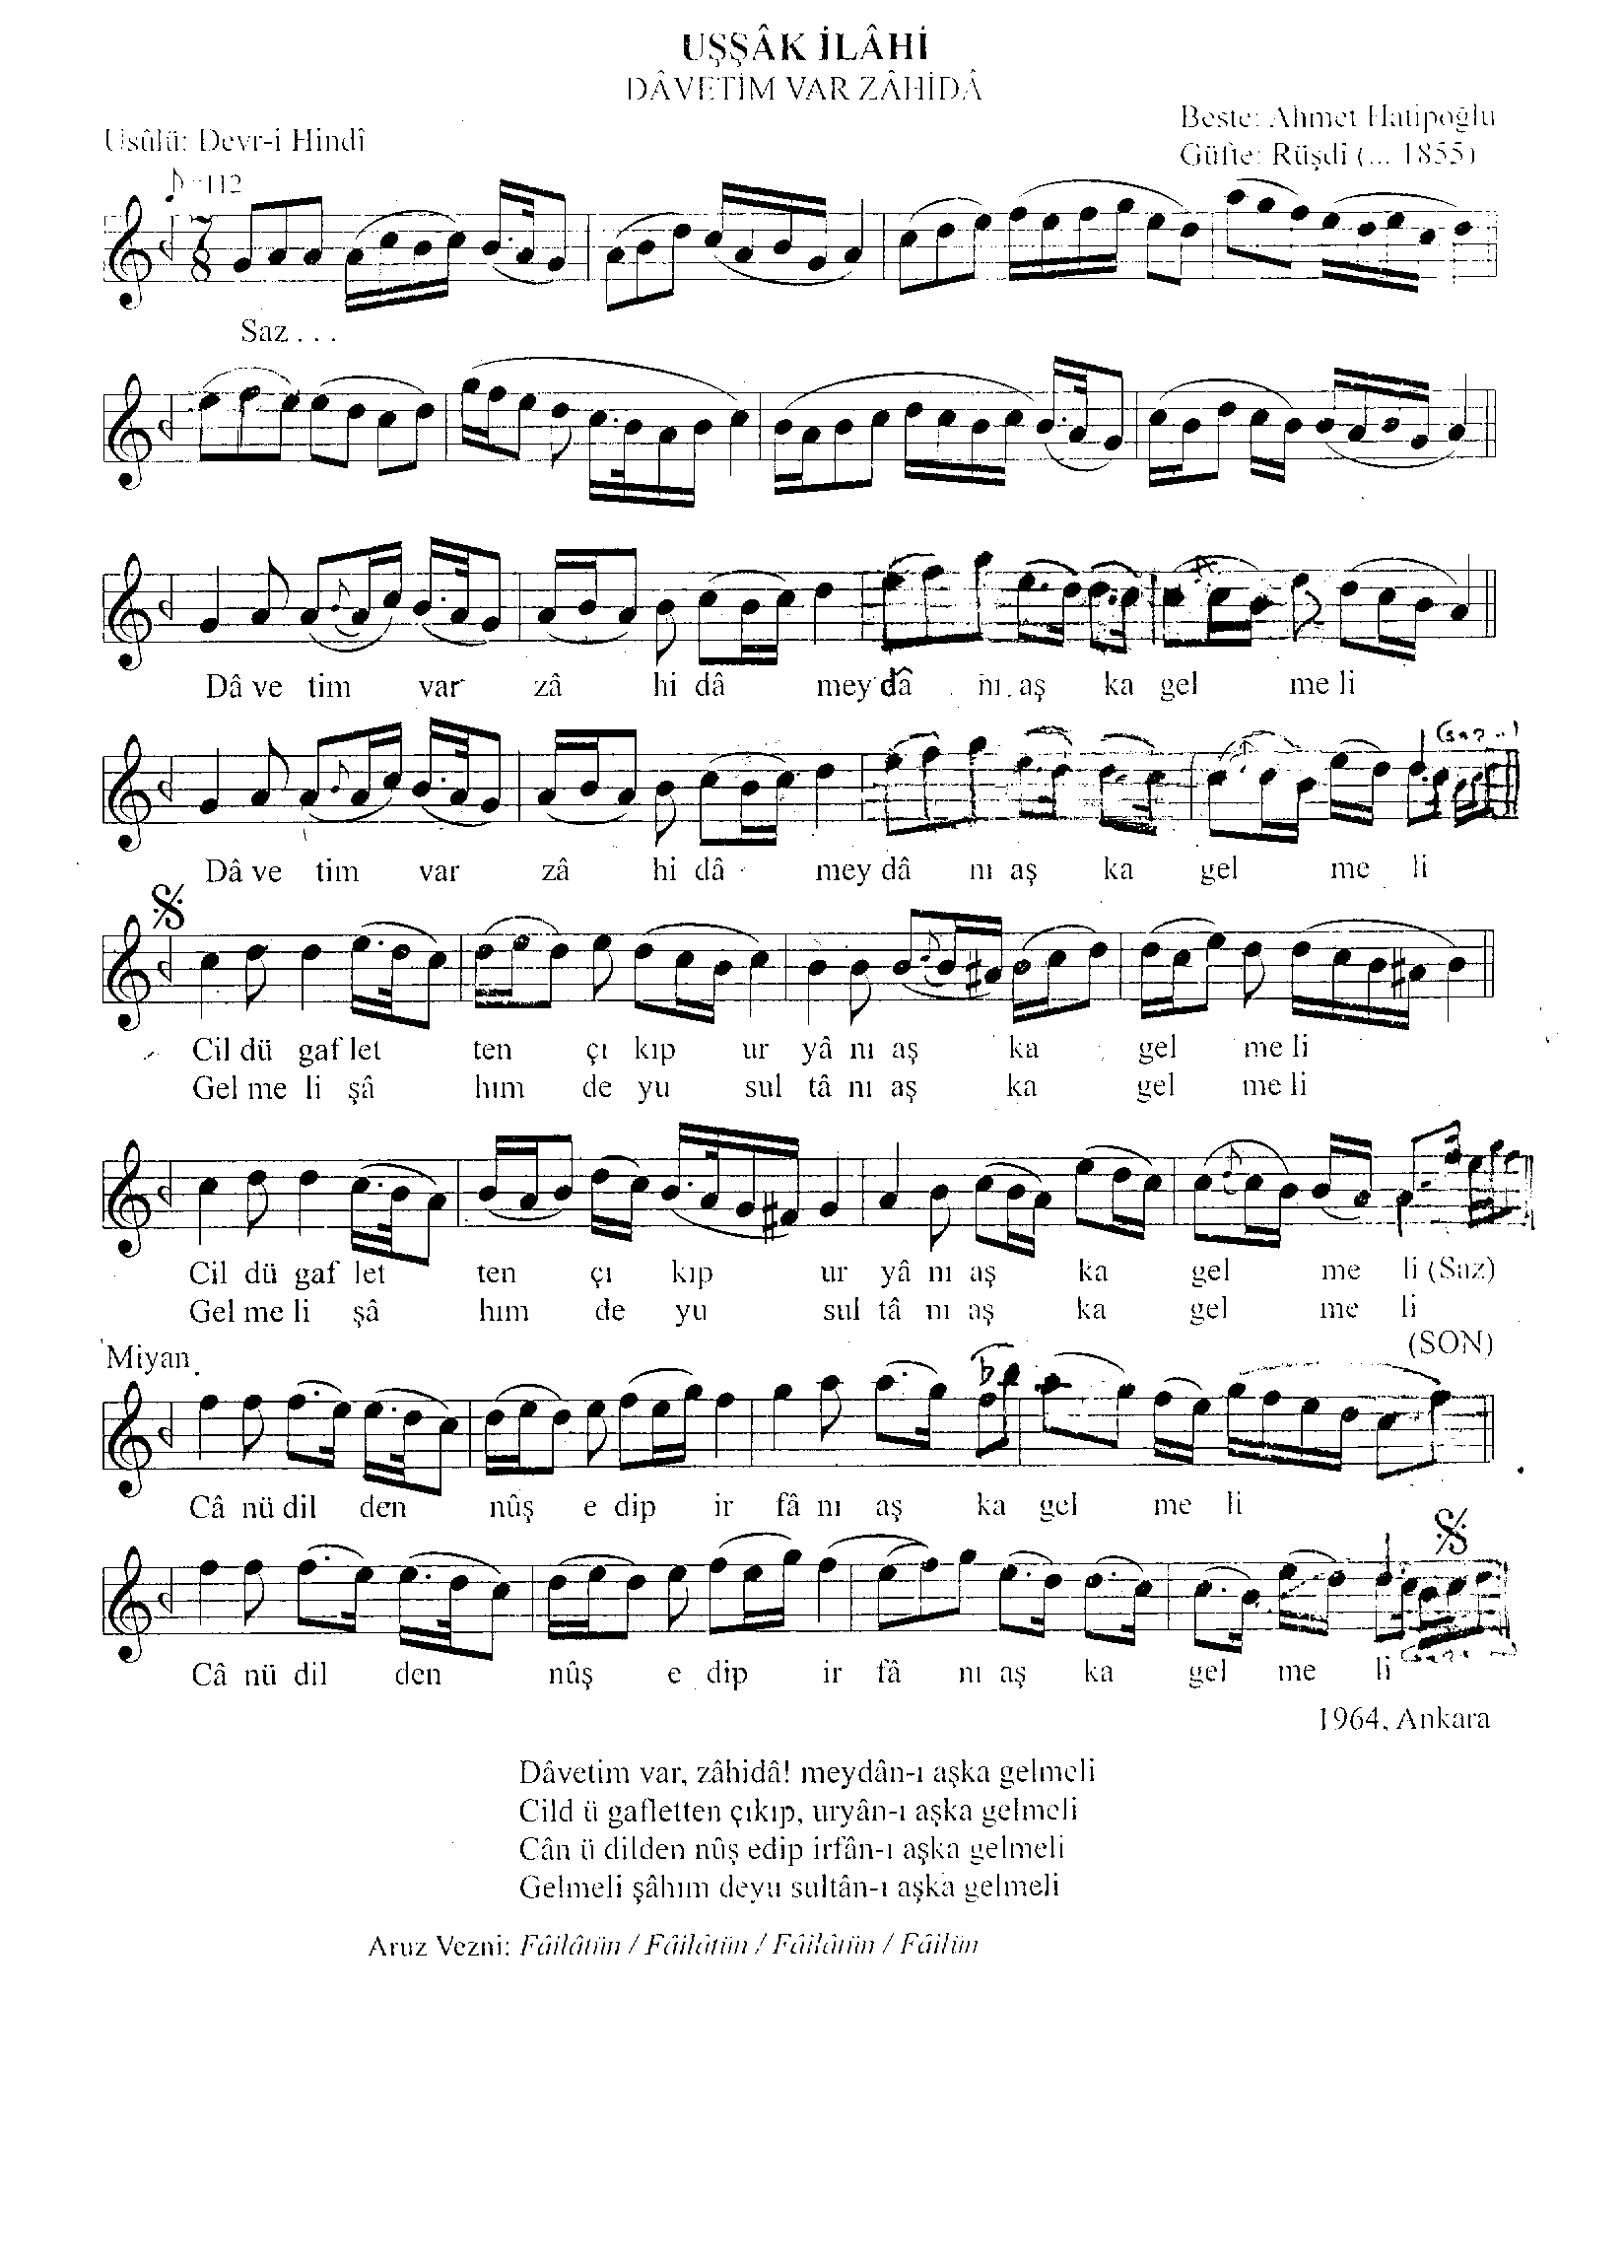 UŞŞÂK İLÂHİ
DÂVETİM VAR ZÂHİDÂ
Beste: Ahmet Hatipoğlu
Usûlü: Devr-i Hindî
Güfte: Rüşdî (... 1855)
♪=112
7
8
Saz . . .
Dâ ve tim var zâ hi dâ mey dâ nı aş ka gel me li
(saz ..)
Dâ ve tim var zâ hi dâ mey dâ nı aş ka gel me li
Cil dü gaf let ten çı kıp ur yâ nı aş ka gel me li
Gel me li şâ hım de yu sul tâ nı aş ka gel me li
Cil dü gaf let ten çı kıp ur yâ nı aş ka gel me li (Saz)
Gel me li şâ hım de yu sul tâ nı aş ka gel me li
(SON)
Miyan
Câ nü dil den nûş e dip ir fâ nı aş ka gel me li
Câ nü dil den nûş e dip ir fâ nı aş ka gel me li
1964, Ankara
Dâvetim var, zâhidâ! meydân-ı aşka gelmeli
Cild ü gafletten çıkıp, uryân-ı aşka gelmeli
Cân ü dilden nûş edip irfân-ı aşka gelmeli
Gelmeli şâhım deyu sultân-ı aşka gelmeli
Aruz Vezni: Fâilâtün / Fâilâtün / Fâilâtün / Fâilün